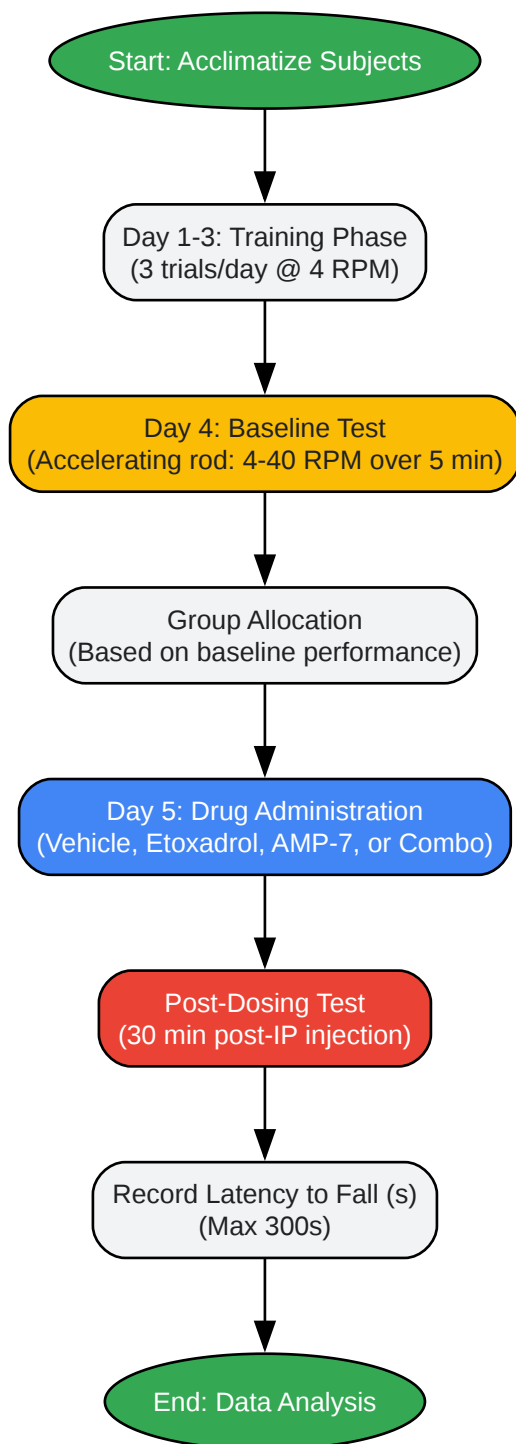 Start: Acclimatize Subjects
Day 1-3: Training Phase
(3 trials/day @ 4 RPM)
Day 4: Baseline Test
(Accelerating rod: 4-40 RPM over 5 min)
Group Allocation
(Based on baseline performance)
Day 5: Drug Administration
(Vehicle, Etoxadrol, AMP-7, or Combo)
Post-Dosing Test
(30 min post-IP injection)
Record Latency to Fall (s)
(Max 300s)
End: Data Analysis